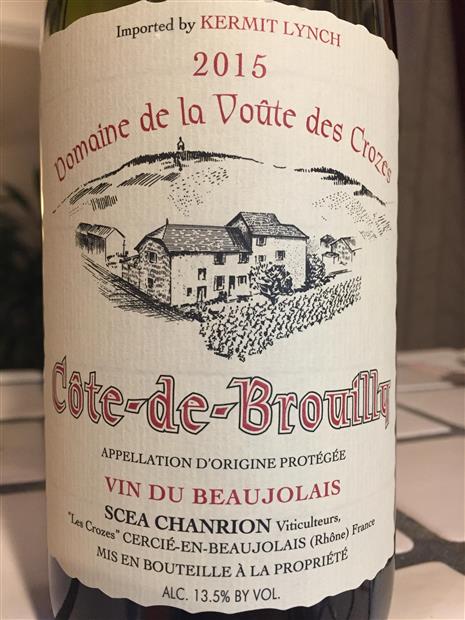 Imported by KERMIT LYNCH
2015
Domaine de la Voûte des Crozes
Côte-de-Brouilly
APPELLATION D'ORIGINE PROTÉGÉE
VIN DU BEAUJOLAIS
SCEA CHANRION Viticulteurs,
"Les Crozes" CERCIÉ-EN-BEAUJOLAIS (Rhône) France
MIS EN BOUTEILLE À LA PROPRIÉTÉ
ALC. 13.5% BY VOL.